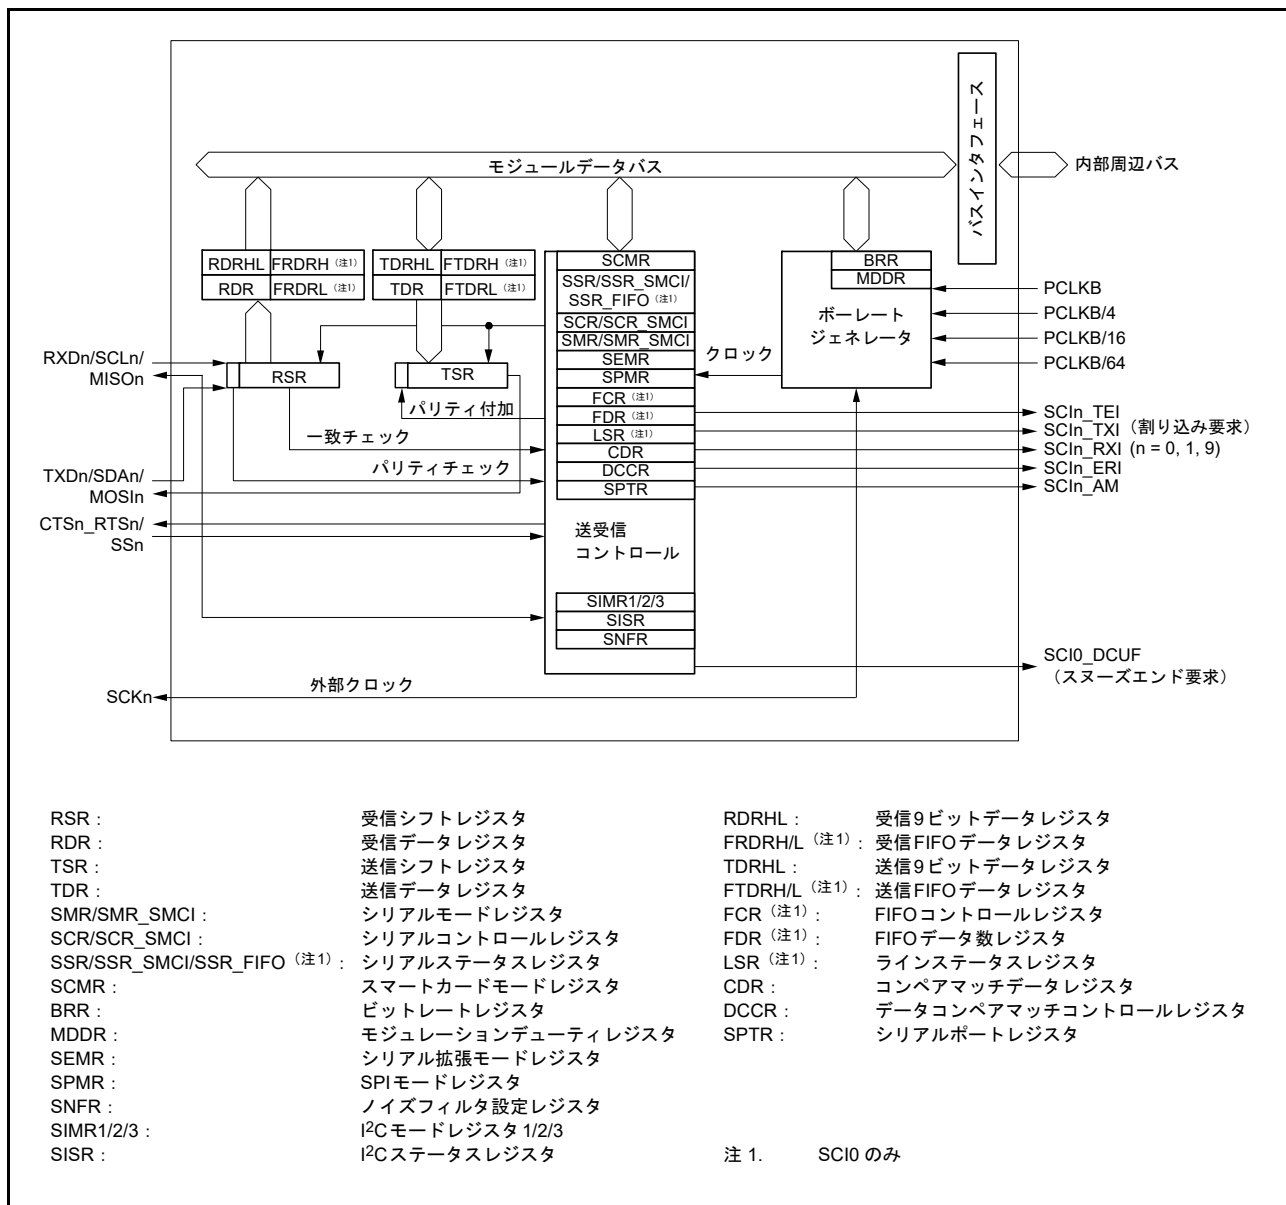 バスインタフェース
モジュールデータバス
内部周辺バス
RDRHL FRDRH（注1）
RDR FRDRL（注1）
TDRHL FTDRH（注1）
TDR FTDRL（注1）
SCMR
SSR/SSR_SMCI/
SSR_FIFO（注1）
SCR/SCR_SMCI
SMR/SMR_SMCI
SEMR
SPMR
FCR（注1）
FDR（注1）
LSR（注1）
CDR
DCCR
SPTR
送受信
コントロール
SIMR1/2/3
SISR
SNFR
BRR
MDDR
ボーレート
ジェネレータ
クロック
PCLKB
PCLKB/4
PCLKB/16
PCLKB/64
RXDn/SCLn/
MISOn
RSR
TSR
パリティ付加
一致チェック
パリティチェック
TXDn/SDAn/
MOSIn
CTSn_RTSn/
SSn
SCKn
外部クロック
SCIn_TEI
SCIn_TXI（割り込み要求）
SCIn_RXI (n = 0, 1, 9)
SCIn_ERI
SCIn_AM
SCI0_DCUF
（スヌーズエンド要求）
RSR： 受信シフトレジスタ
RDR： 受信データレジスタ
TSR： 送信シフトレジスタ
TDR： 送信データレジスタ
SMR/SMR_SMCI： シリアルモードレジスタ
SCR/SCR_SMCI： シリアルコントロールレジスタ
SSR/SSR_SMCI/SSR_FIFO（注1）： シリアルステータスレジスタ
SCMR： スマートカードモードレジスタ
BRR： ビットレートレジスタ
MDDR： モジュレーションデューティレジスタ
SEMR： シリアル拡張モードレジスタ
SPMR： SPIモードレジスタ
SNFR： ノイズフィルタ設定レジスタ
SIMR1/2/3： I²Cモードレジスタ1/2/3
SISR： I²Cステータスレジスタ
RDRHL： 受信9ビットデータレジスタ
FRDRH/L（注1）： 受信FIFOデータレジスタ
TDRHL： 送信9ビットデータレジスタ
FTDRH/L（注1）： 送信FIFOデータレジスタ
FCR（注1）： FIFOコントロールレジスタ
FDR（注1）： FIFOデータ数レジスタ
LSR（注1）： ラインステータスレジスタ
CDR： コンペアマッチデータレジスタ
DCCR： データコンペアマッチコントロールレジスタ
SPTR： シリアルポートレジスタ
注 1. SCI0 のみ